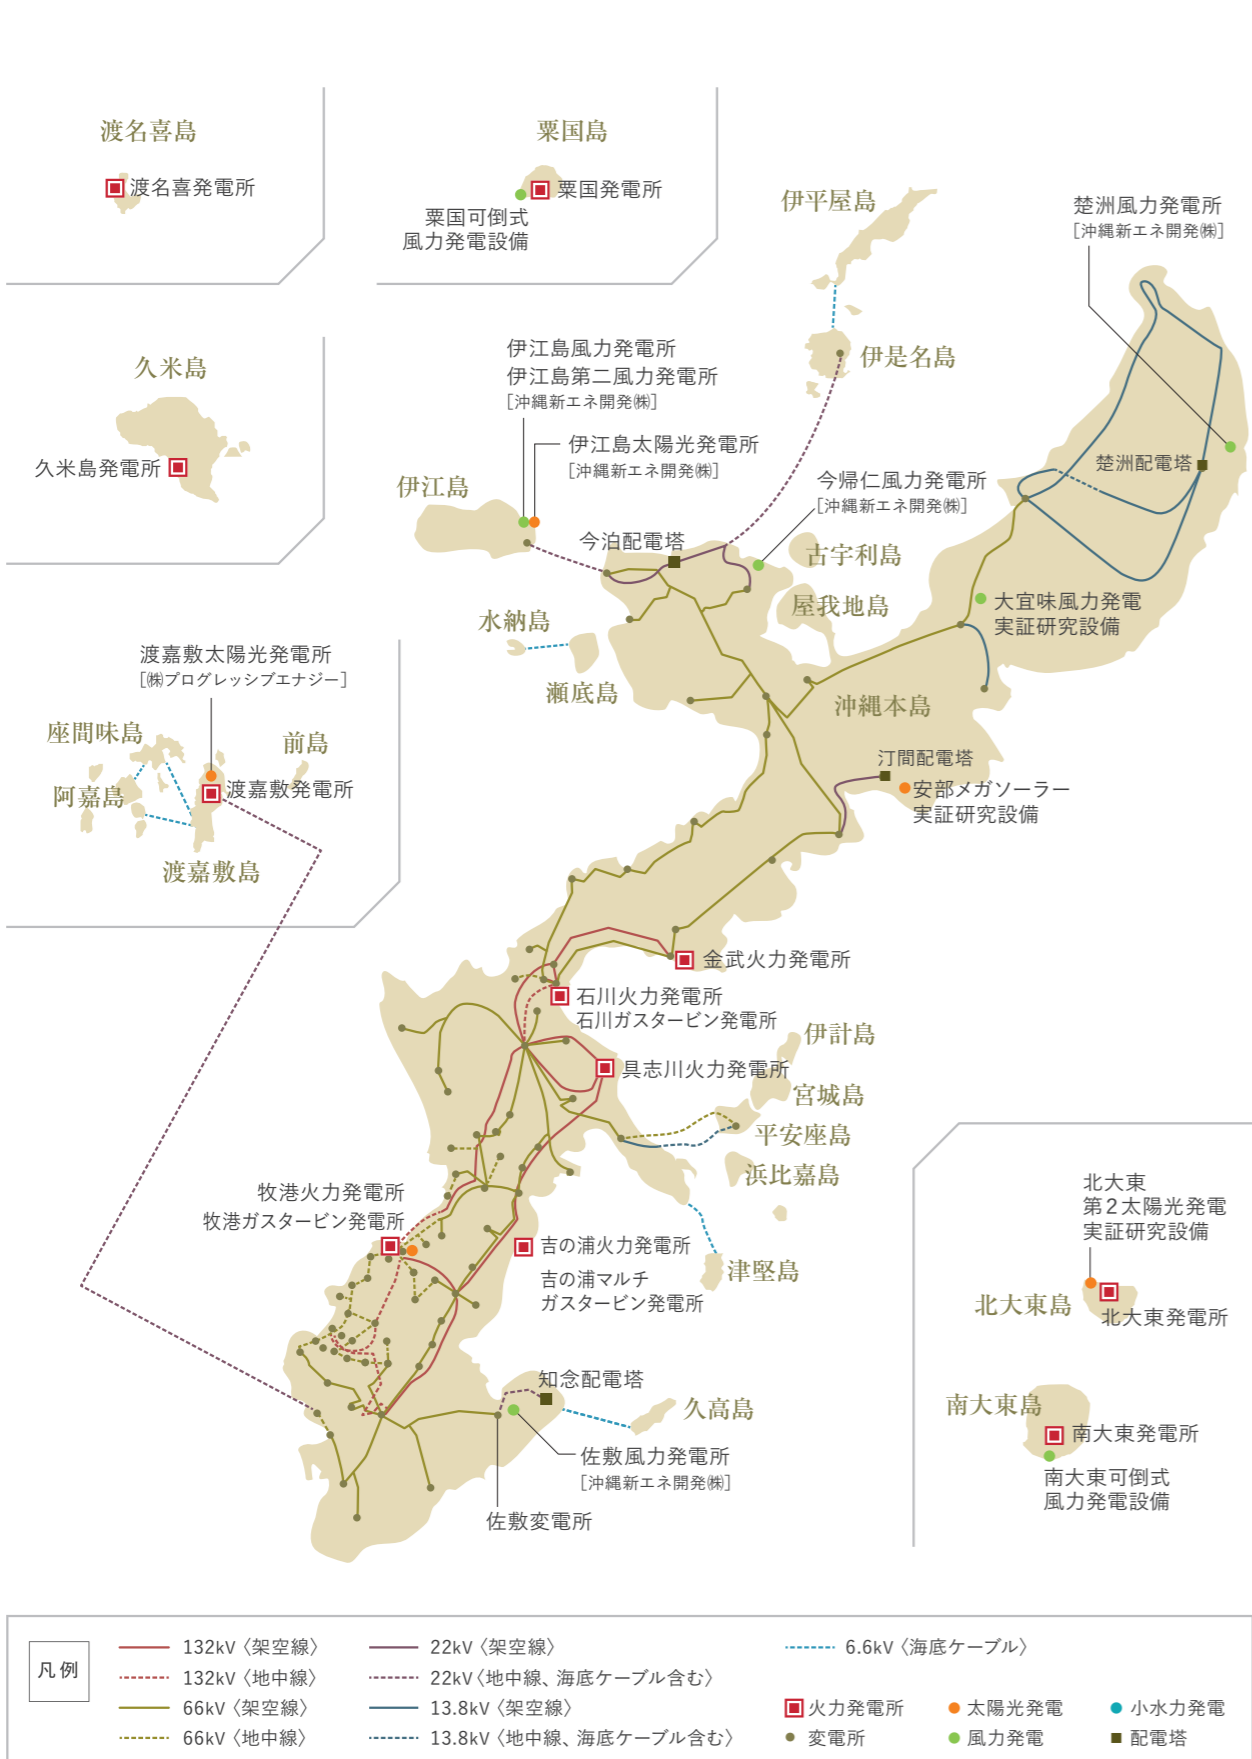 渡名喜島
渡名喜発電所
粟国島
粟国発電所
粟国可倒式
風力発電設備
伊平屋島
伊是名島
楚洲風力発電所
[沖縄新エネ開発㈱]
久米島
久米島発電所
伊江島風力発電所
伊江島第二風力発電所
[沖縄新エネ開発㈱]
伊江島太陽光発電所
[沖縄新エネ開発㈱]
伊江島
今帰仁風力発電所
[沖縄新エネ開発㈱]
楚洲配電塔
今泊配電塔
古宇利島
屋我地島
大宜味風力発電
実証研究設備
水納島
瀬底島
沖縄本島
渡嘉敷太陽光発電所
[㈱プログレッシブエナジー]
座間味島
前島
阿嘉島
渡嘉敷発電所
渡嘉敷島
汀間配電塔
安部メガソーラー
実証研究設備
金武火力発電所
石川火力発電所
石川ガスタービン発電所
伊計島
具志川火力発電所
宮城島
平安座島
浜比嘉島
牧港火力発電所
牧港ガスタービン発電所
吉の浦火力発電所
吉の浦マルチ
ガスタービン発電所
津堅島
北大東
第2太陽光発電
実証研究設備
北大東島
北大東発電所
知念配電塔
久高島
南大東島
南大東発電所
南大東可倒式
風力発電設備
佐敷風力発電所
[沖縄新エネ開発㈱]
佐敷変電所
凡例
132kV〈架空線〉
132kV〈地中線〉
66kV〈架空線〉
66kV〈地中線〉
22kV〈架空線〉
22kV〈地中線、海底ケーブル含む〉
13.8kV〈架空線〉
13.8kV〈地中線、海底ケーブル含む〉
6.6kV〈海底ケーブル〉
火力発電所
太陽光発電
小水力発電
変電所
風力発電
配電塔